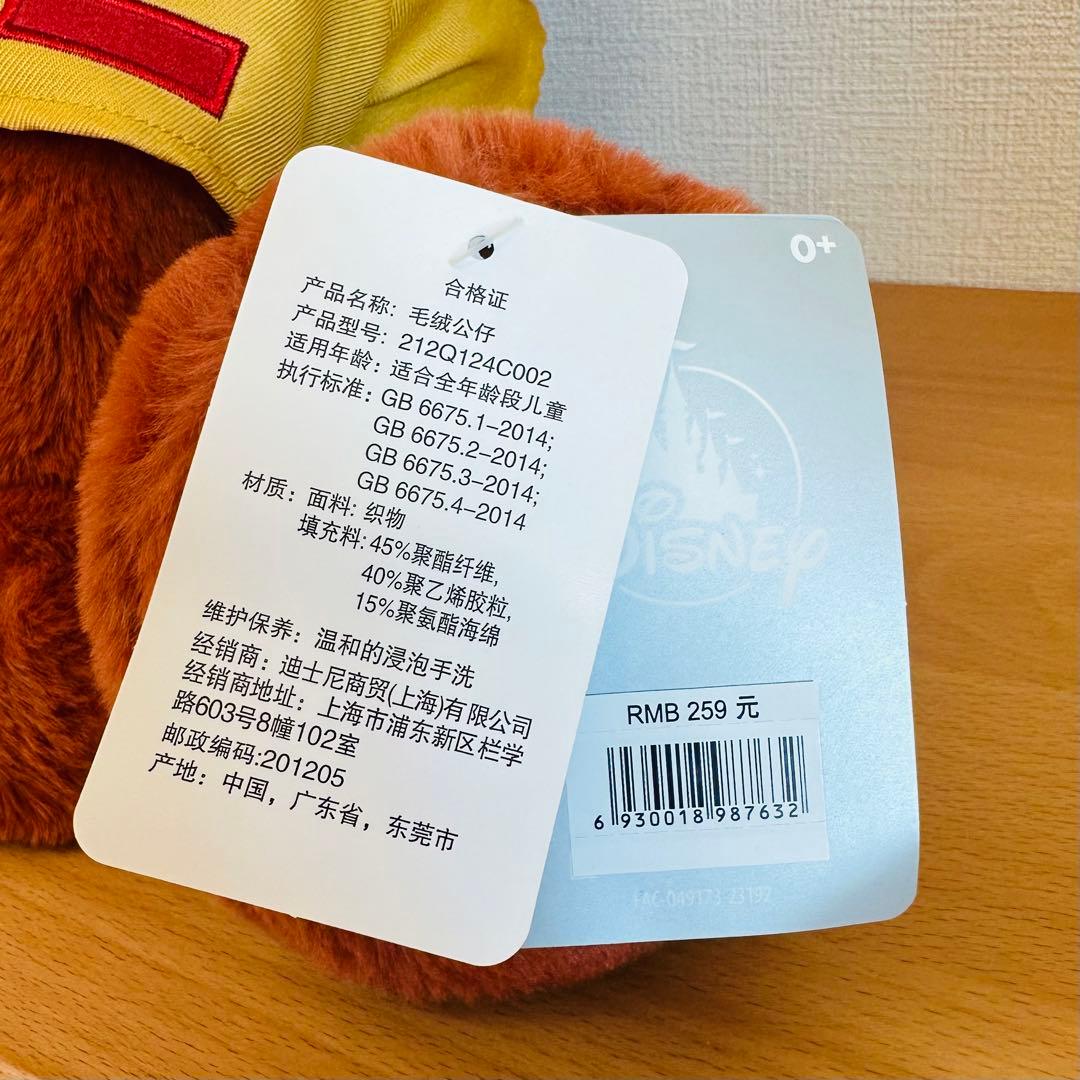 合格证
产品名称: 毛绒公仔
产品型号: 212Q124C002
适用年龄: 适合全年龄段儿童
执行标准: GB 6675.1-2014;
GB 6675.2-2014;
GB 6675.3-2014;
GB 6675.4-2014
材质: 面料: 织物
填充料: 45%聚酯纤维,
40%聚乙烯胶粒,
15%聚氨酯海绵
维护保养: 温和的浸泡手洗
经销商: 迪士尼商贸(上海)有限公司
经销商地址: 上海市浦东新区栏学
路603号8幢102室
邮政编码:201205
产地: 中国，广东省，东莞市
0+
DISNEY
RMB 259 元
6 930018 987632
FAC-049173-23192